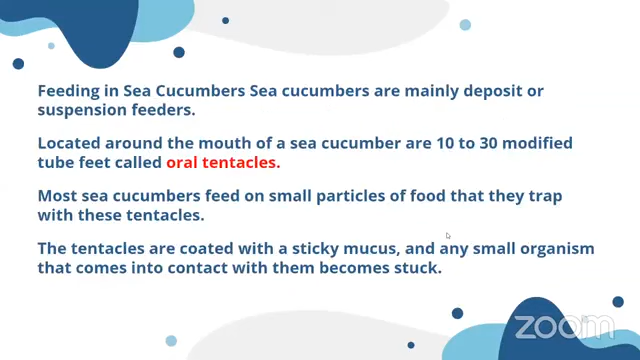 Feeding in Sea Cucumbers Sea cucumbers are mainly deposit or
suspension feeders.
Located around the mouth of a sea cucumber are 10 to 30 modified
tube feet called oral tentacles.
Most sea cucumbers feed on small particles of food that they trap
with these tentacles.
The tentacles are coated with a sticky mucus, and any small organism
that comes into contact with them becomes stuck.
zoom